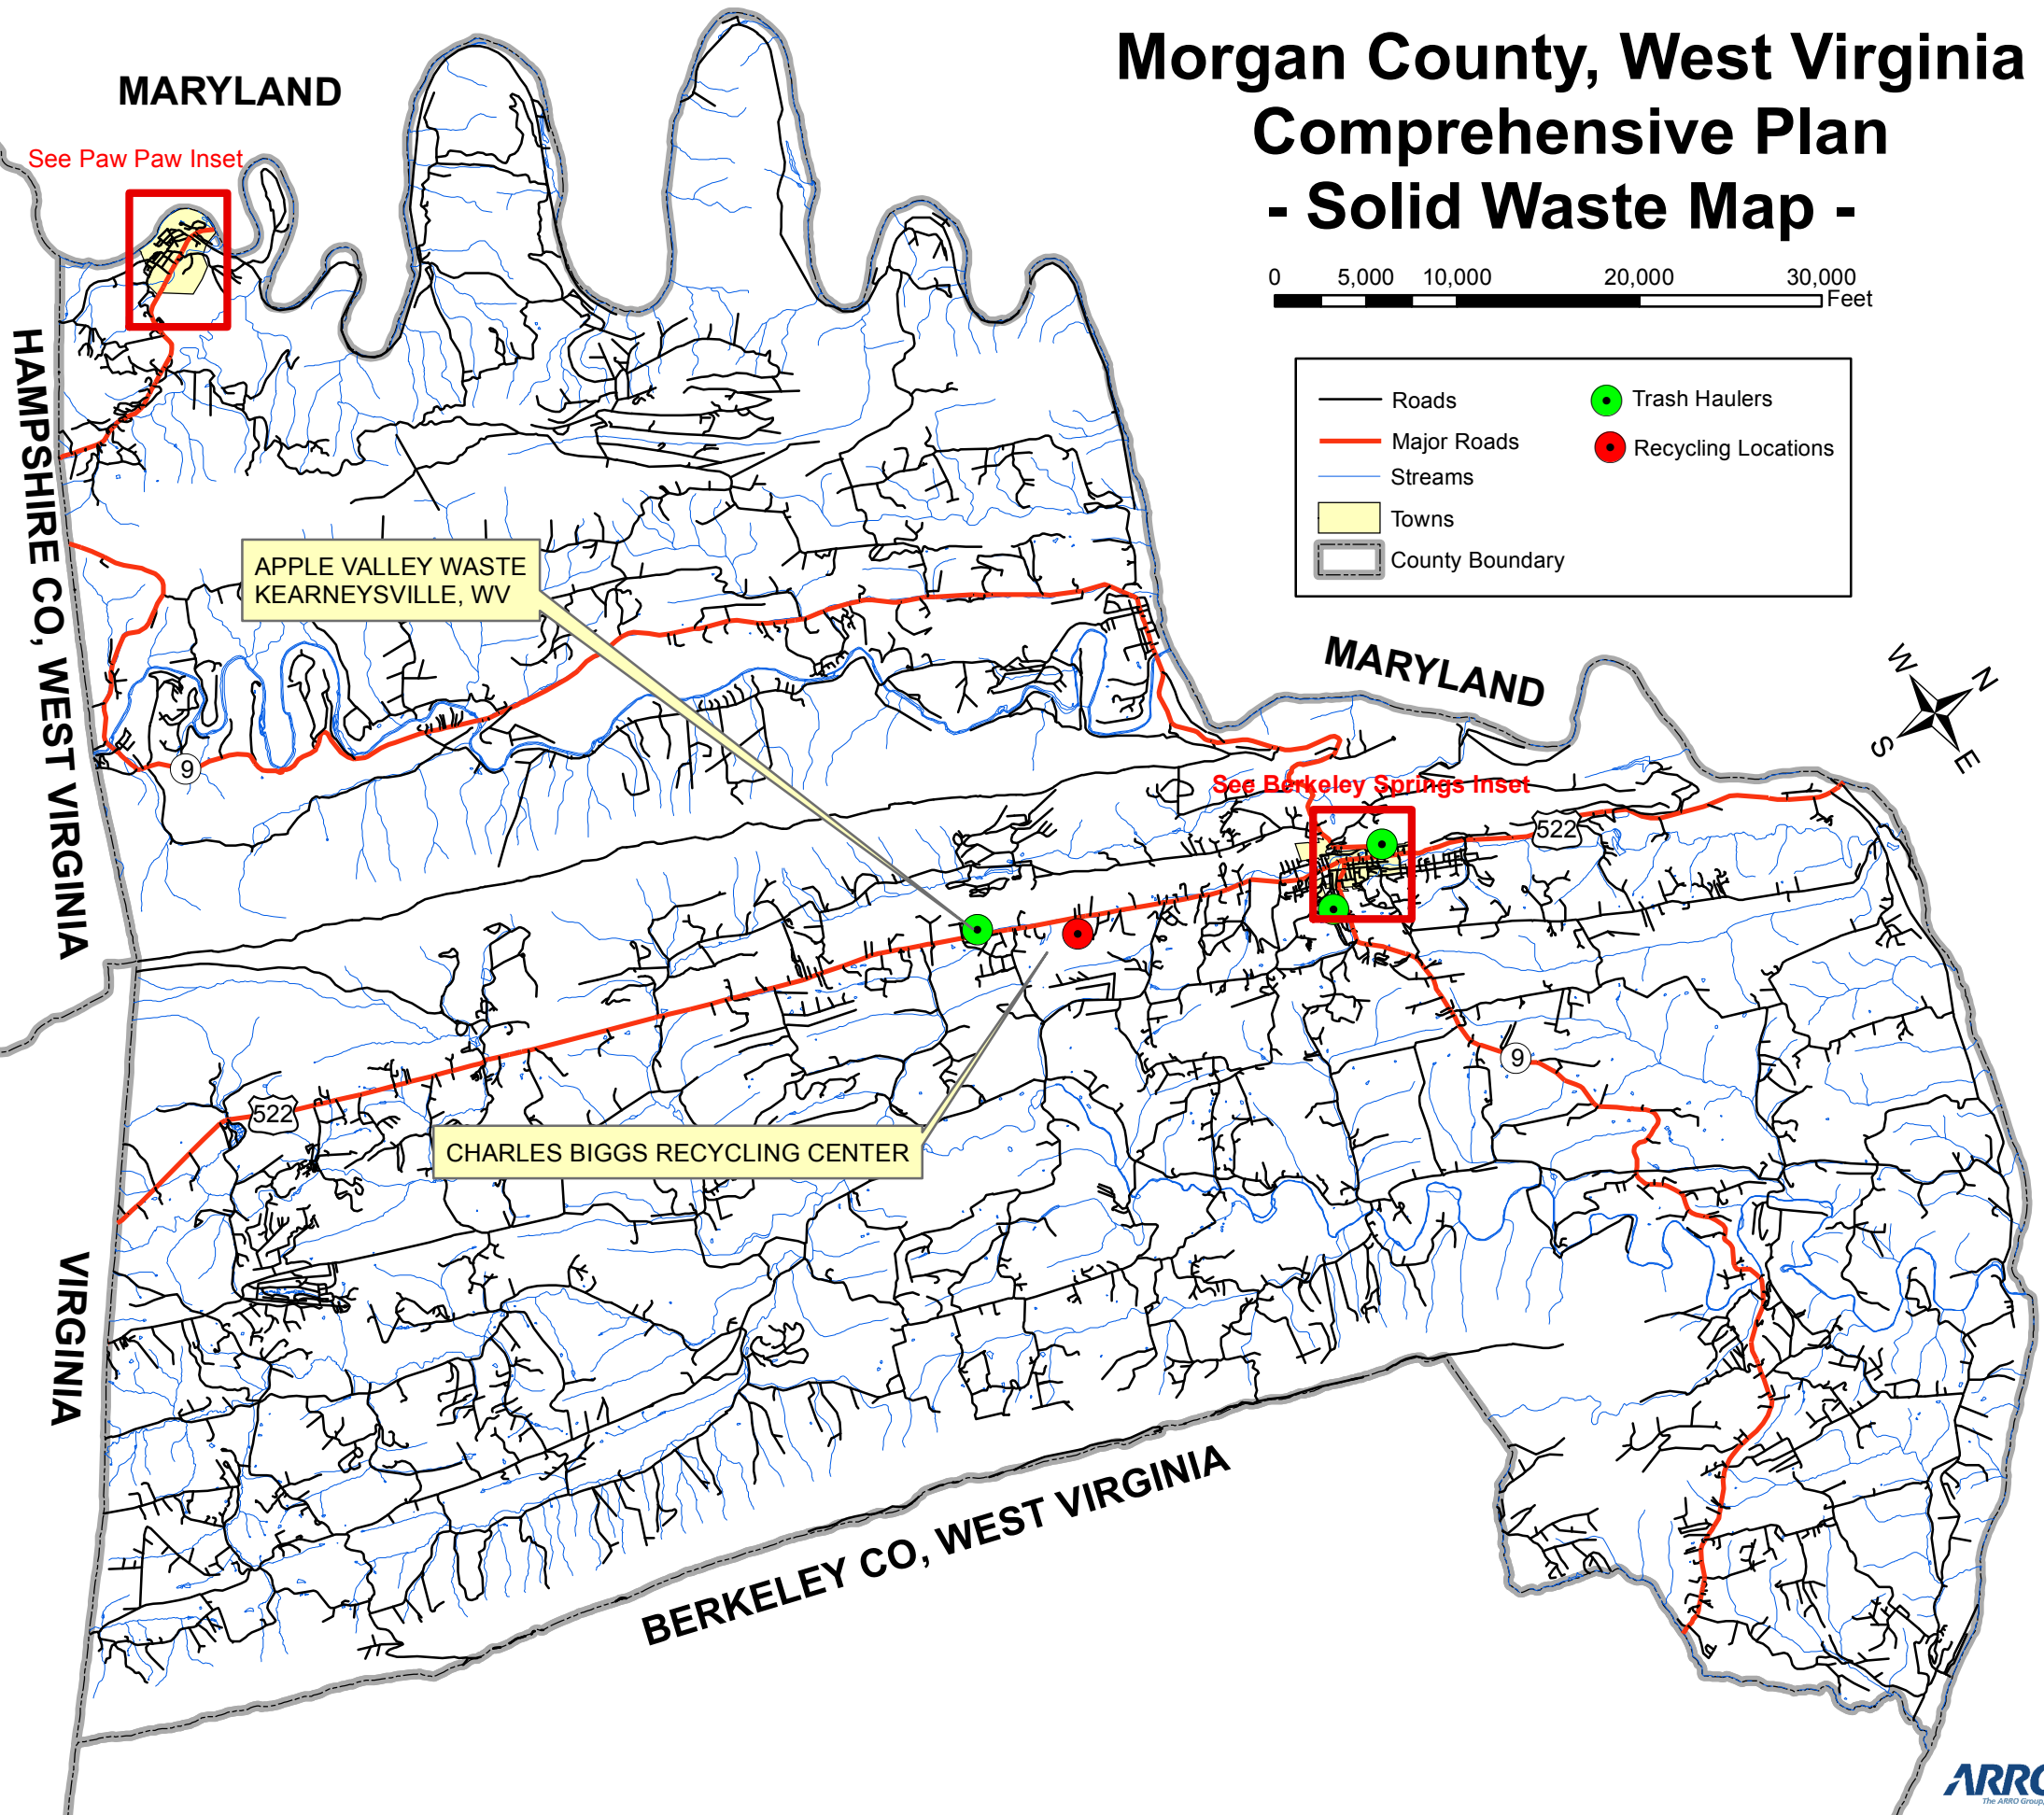 Morgan County, West Virginia
Comprehensive Plan
- Solid Waste Map -
0 5,000 10,000 20,000 30,000
Feet
MARYLAND
See Paw Paw Inset
Roads
Major Roads
Streams
Towns
County Boundary
Trash Haulers
Recycling Locations
HAMPSHIRE CO, WEST VIRGINIA
APPLE VALLEY WASTE
KEARNEYSVILLE, WV
MARYLAND
W
N
S
E
9
See Berkeley Springs Inset
522
9
522
CHARLES BIGGS RECYCLING CENTER
VIRGINIA
BERKELEY CO, WEST VIRGINIA
ARRO
The ARRO Group,